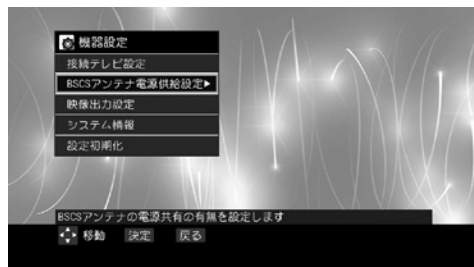 機器設定
接続テレビ設定
BSCSアンテナ電源供給設定▶
映像出力設定
システム情報
設定初期化
BSCSアンテナの電源共有の有無を設定します
移動 決定 戻る